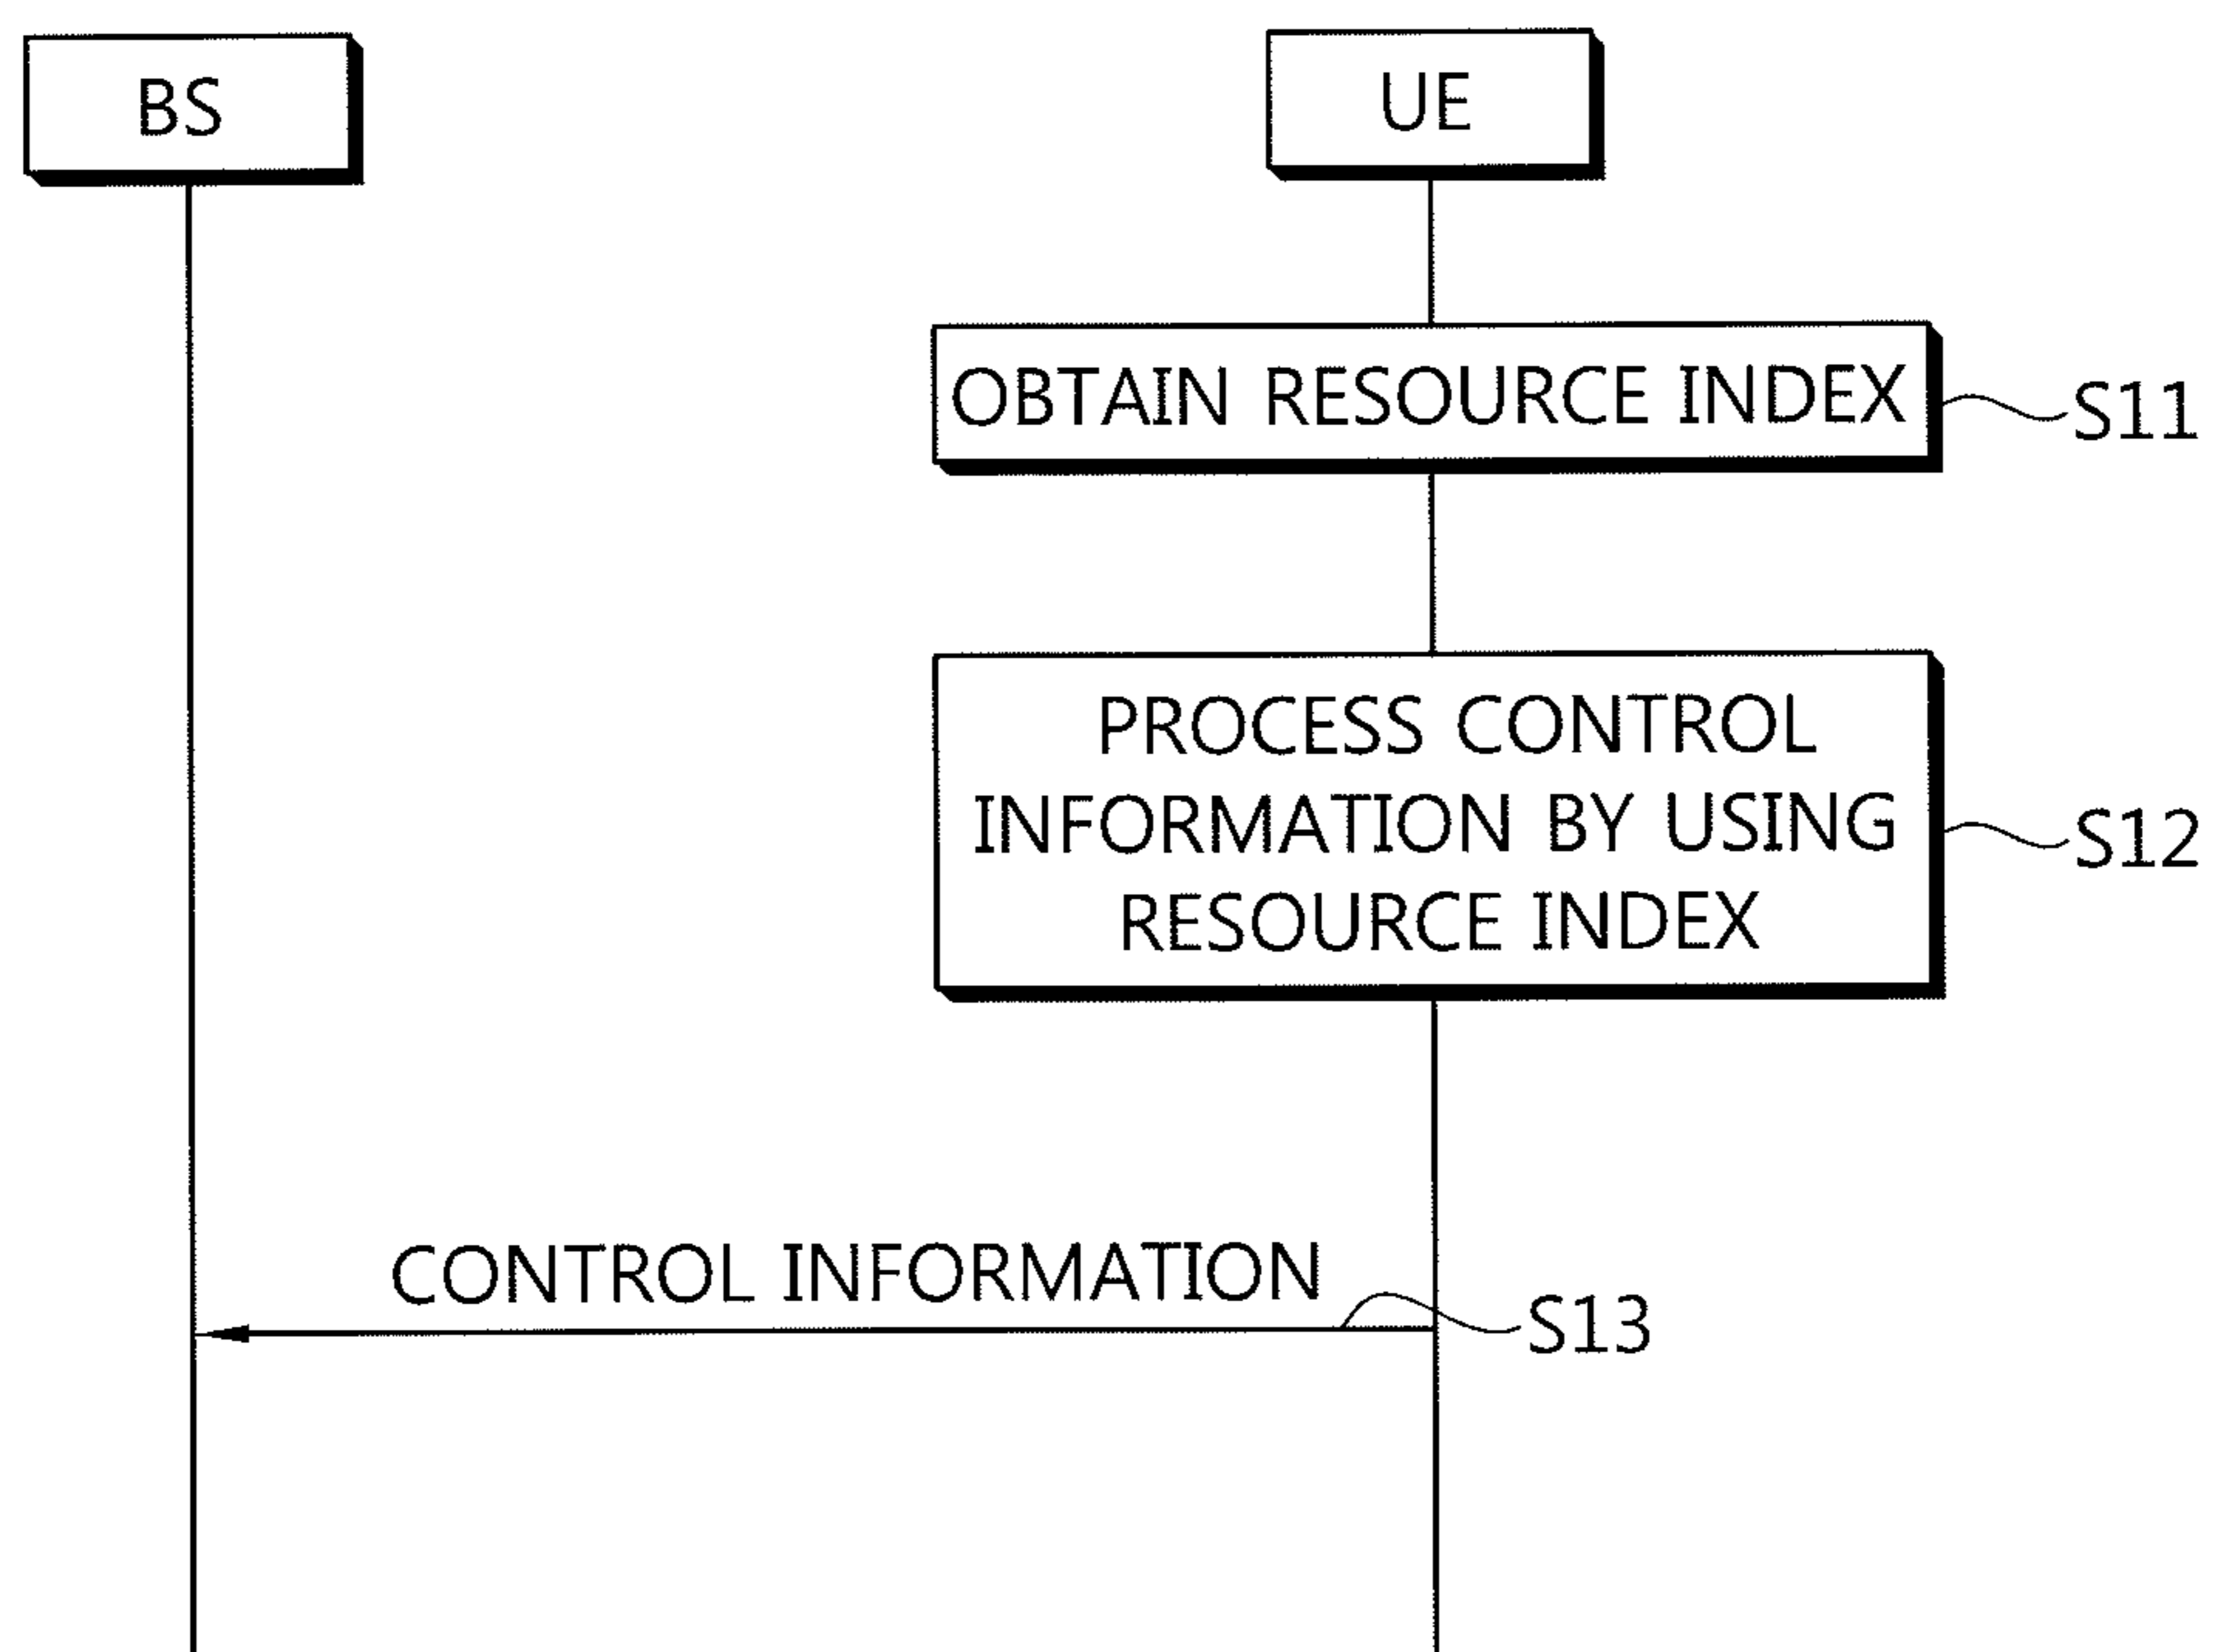 BS
UE
OBTAIN RESOURCE INDEX
S11
PROCESS CONTROL
INFORMATION BY USING
RESOURCE INDEX
S12
CONTROL INFORMATION
S13